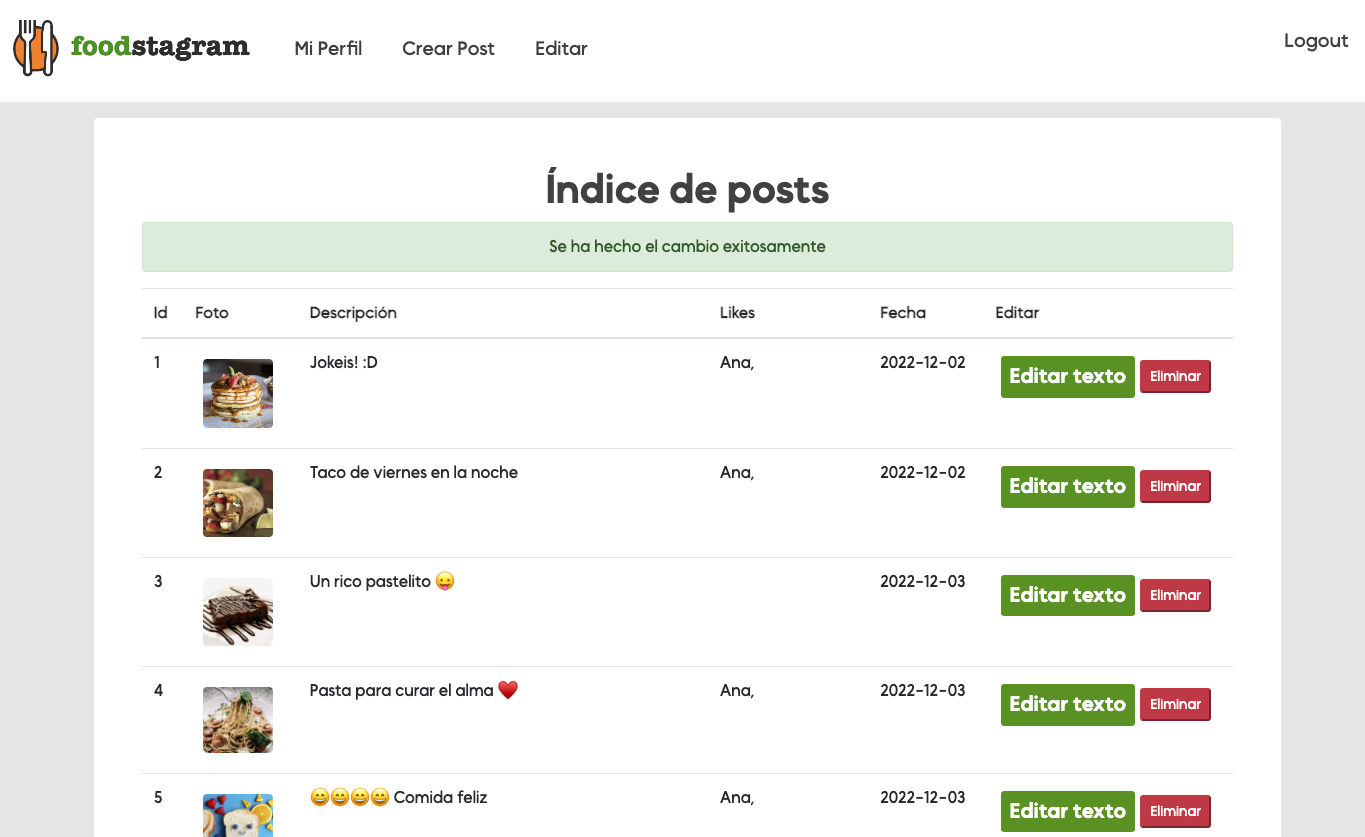 foodstagram Mi Perfil Crear Post Editar Logout
Índice de posts
Se ha hecho el cambio exitosamente
Id Foto Descripción Likes Fecha Editar
1 Jokeis! :D Ana, 2022-12-02 Editar texto Eliminar
2 Taco de viernes en la noche Ana, 2022-12-02 Editar texto Eliminar
3 Un rico pastelito 😛 2022-12-03 Editar texto Eliminar
4 Pasta para curar el alma ♥️ Ana, 2022-12-03 Editar texto Eliminar
5 😄😄😄😄 Comida feliz Ana, 2022-12-03 Editar texto Eliminar